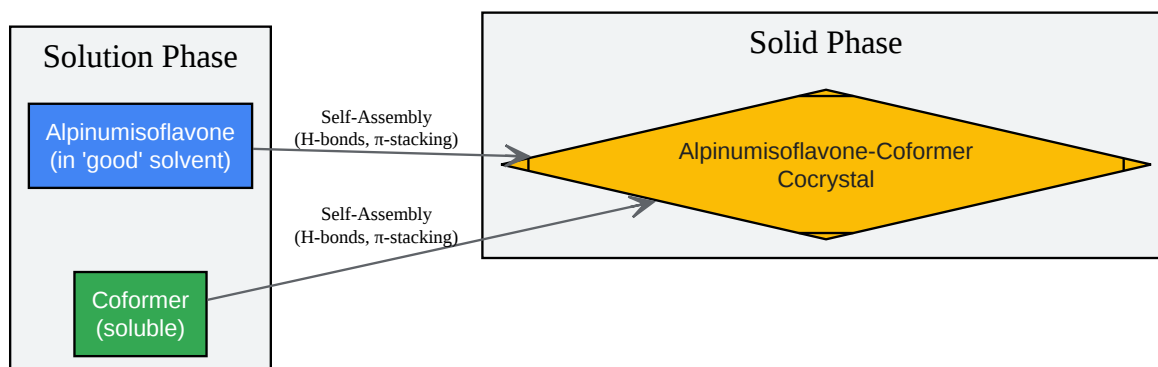 Solution Phase
Alpinumisoflavone
(in 'good' solvent)
Coformer
(soluble)
Self-Assembly
(H-bonds, π-stacking)
Self-Assembly
(H-bonds, π-stacking)
Solid Phase
Alpinumisoflavone-Coformer
Cocrystal